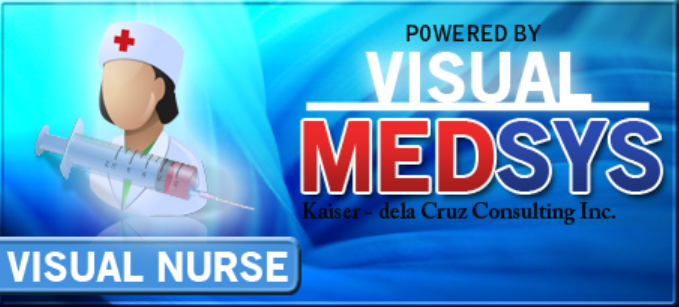 POWERED BY
VISUAL
MEDSYS
Kaiser - dela Cruz Consulting Inc.
VISUAL NURSE